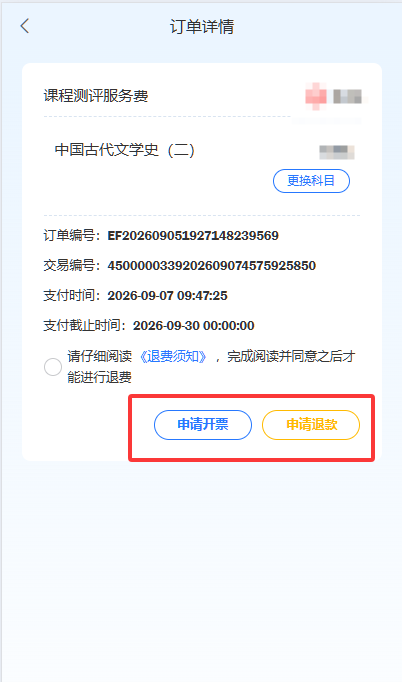 订单详情
课程测评服务费
中国古代文学史（二）
更换科目
订单编号：EF202609051927148239569
交易编号：4500000339202609074575925850
支付时间：2026-09-07 09:47:25
支付截止时间：2026-09-30 00:00:00
请仔细阅读《退费须知》，完成阅读并同意之后才
能进行退费
申请开票 申请退款